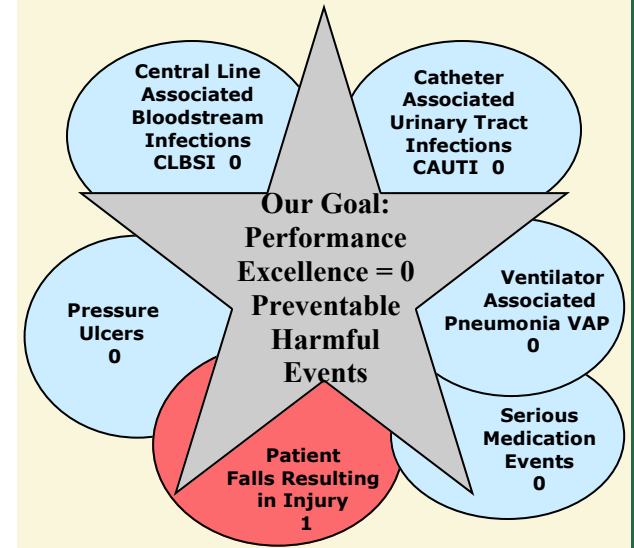 Central Line
Associated
Bloodstream
Infections
CLBSI 0
Catheter
Associated
Urinary Tract
Infections
CAUTI 0
Our Goal:
Performance
Excellence = 0
Preventable
Harmful
Events
Pressure
Ulcers
0
Ventilator
Associated
Pneumonia VAP
0
Patient
Falls Resulting
in Injury
1
Serious
Medication
Events
0